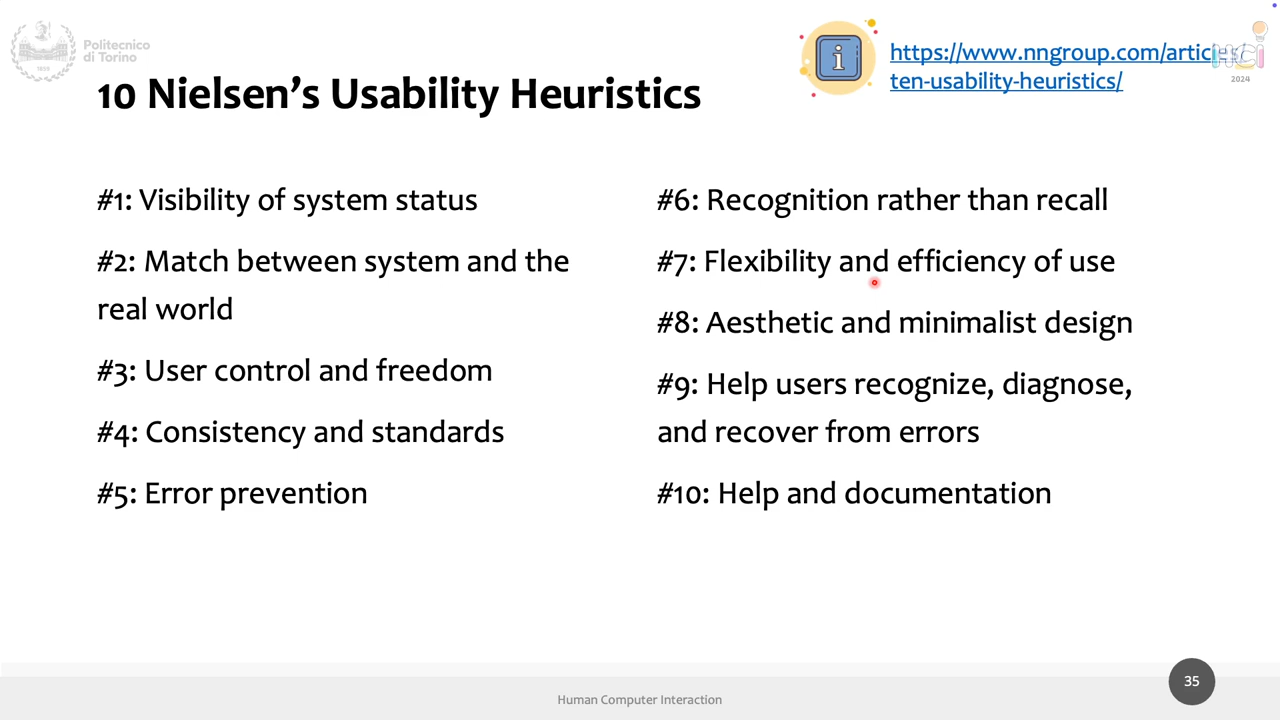 Politecnico
di Torino
1859
10 Nielsen's Usability Heuristics
https://www.nngroup.com/artic
ten-usability-heuristics/
HCI
2024
#1: Visibility of system status
#2: Match between system and the
real world
#3: User control and freedom
#4: Consistency and standards
#5: Error prevention
#6: Recognition rather than recall
#7: Flexibility and efficiency of use
#8: Aesthetic and minimalist design
#9: Help users recognize, diagnose,
and recover from errors
#10: Help and documentation
Human Computer Interaction
35